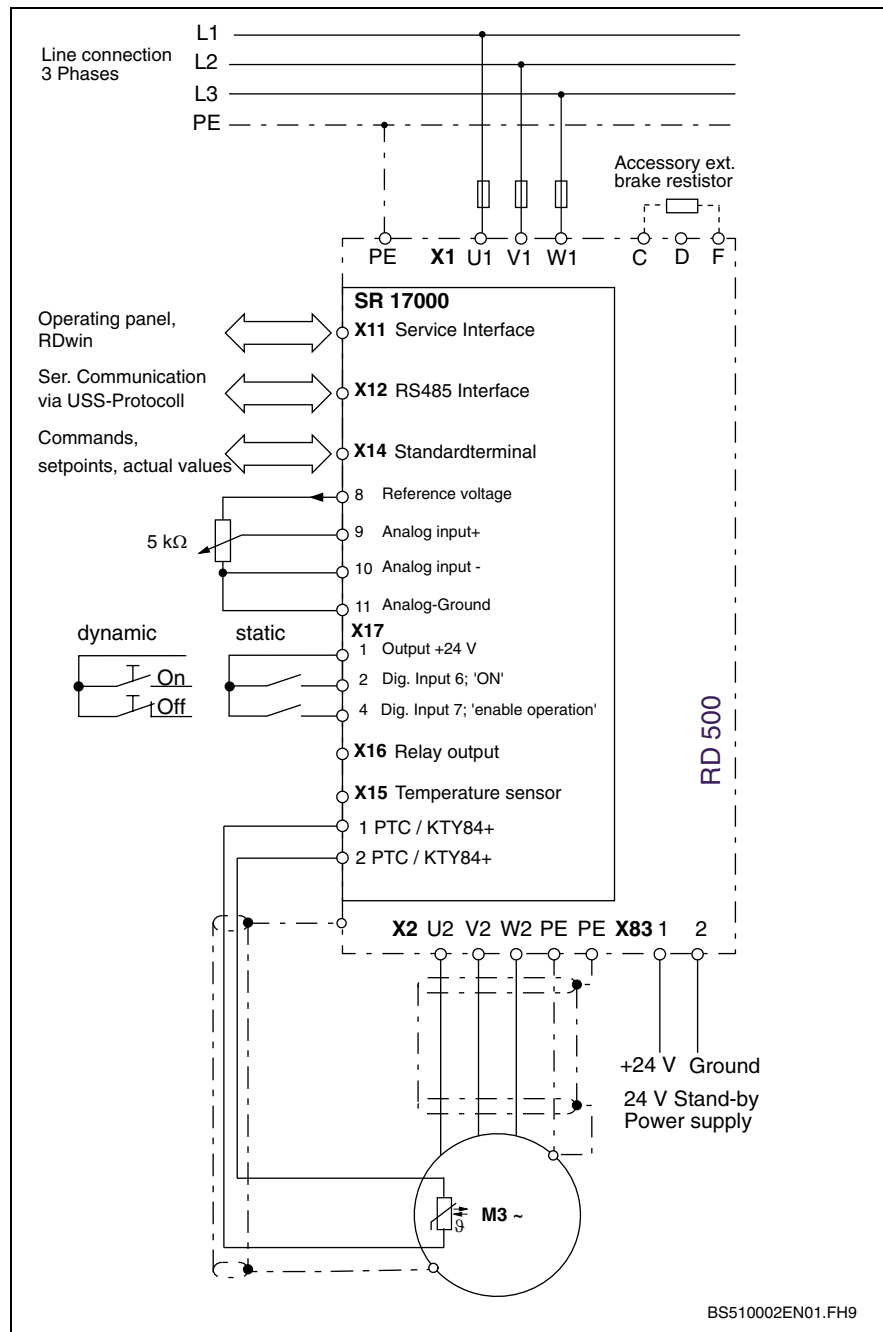 L1
Line connection
3 Phases
L2
L3
PE
Accessory ext.
brake restistor
PE X1 U1 V1 W1 C D F
SR 17000
Operating panel,
RDwin
X11 Service Interface
Ser. Communication
via USS-Protocoll
X12 RS485 Interface
Commands,
setpoints, actual values
X14 Standardterminal
8 Reference voltage
5 kΩ
9 Analog input+
10 Analog input -
11 Analog-Ground
dynamic static
X17
1 Output +24 V
On
2 Dig. Input 6; 'ON'
Off
4 Dig. Input 7; 'enable operation'
RD 500
X16 Relay output
X15 Temperature sensor
1 PTC / KTY84+
2 PTC / KTY84+
X2 U2 V2 W2 PE PE X83 1 2
+24 V Ground
24 V Stand-by
Power supply
M3 ~
ϑ
BS510002EN01.FH9